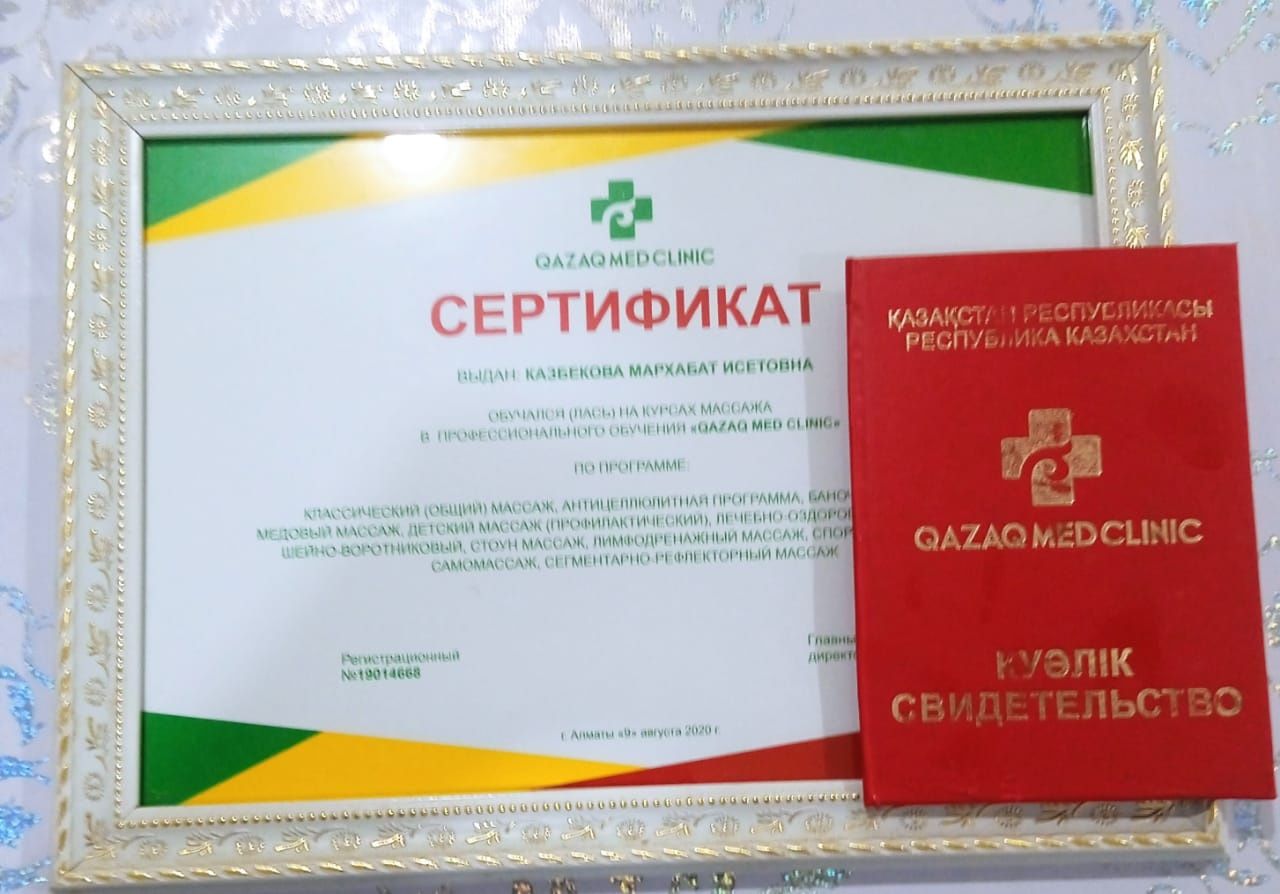 QAZAQ MED CLINIC
СЕРТИФИКАТ
ВЫДАН: КАЗБЕКОВА МАРХАБАТ ИСЕТОВНА
ОБУЧАЛСЯ (ЛАСЬ) НА КУРСАХ МАССАЖА
В ПРОФЕССИОНАЛЬНОГО ОБУЧЕНИЯ «QAZAQ MED CLINIC»
ПО ПРОГРАММЕ:
КЛАССИЧЕСКИЙ (ОБЩИЙ) МАССАЖ, АНТИЦЕЛЛЮЛИТНАЯ ПРОГРАММА,
МЕДОВЫЙ МАССАЖ, ДЕТСКИЙ МАССАЖ (ПРОФИЛАКТИЧЕСКИЙ),
ШЕЙНО-ВОРОТНИКОВЫЙ, СТОУН МАССАЖ, ЛИМФОДРЕНАЖНЫЙ МАССАЖ,
САМОМАССАЖ, СЕГМЕНТАРНО-РЕФЛЕКТОРНЫЙ МАССАЖ
Регистрационный
№19014668
г. Алматы «9» августа 2020 г.
ҚАЗАҚСТАН РЕСПУБЛИКАСЫ
РЕСПУБЛИКА КАЗАХСТАН
QAZAQ MED CLINIC
КУӘЛІК
СВИДЕТЕЛЬСТВО